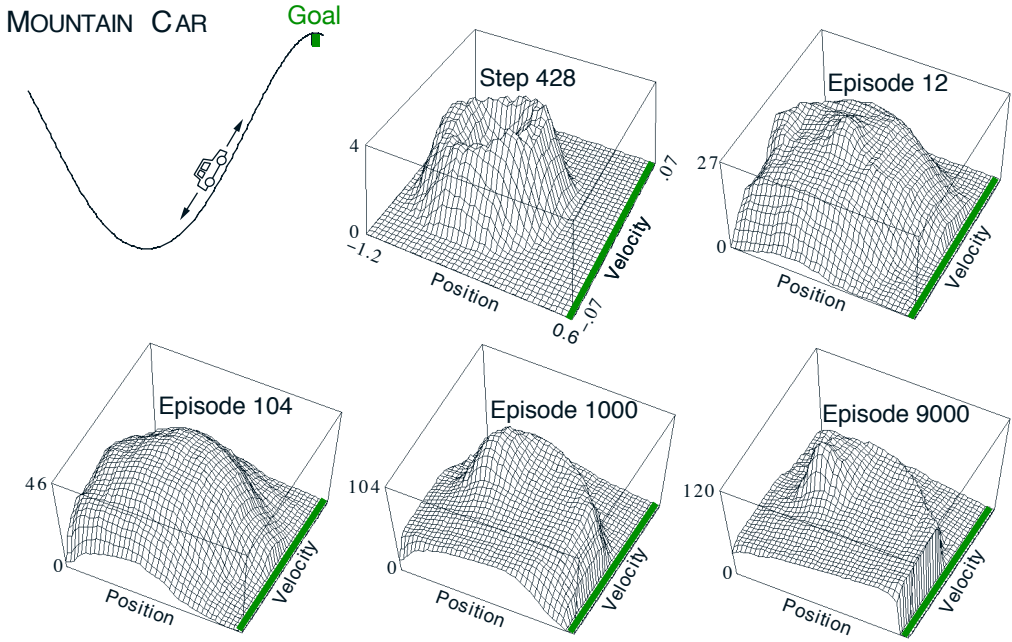 MOUNTAIN CAR
Goal
Step 428
4
0
−1.2
Position
0.6
−.07
Velocity
.07
Episode 12
27
0
Position
Velocity
Episode 104
46
0
Position
Velocity
Episode 1000
104
0
Position
Velocity
Episode 9000
120
0
Position
Velocity